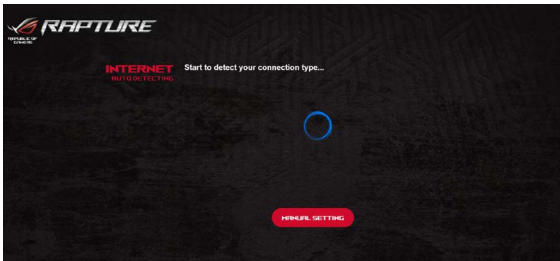 RAPTURE
REPUBLIC OF
GAMERS
INTERNET
AUTO DETECTING
Start to detect your connection type...
MANUAL SETTING